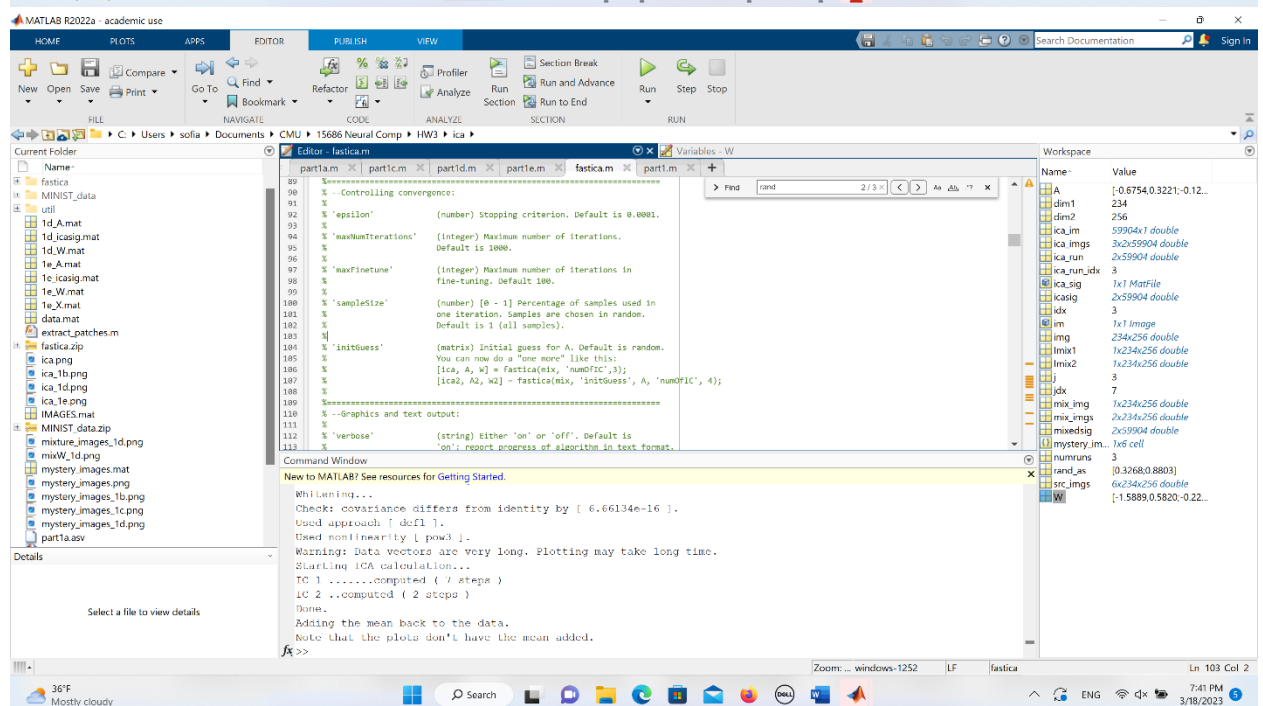 MATLAB R2022a - academic use
HOME PLOTS APPS EDITOR PUBLISH VIEW Search Documentation Sign In
New Open Save Compare Print Go To Find Bookmark Refactor Profiler Analyze Run Section Section Break Run and Advance Run to End Run Step Stop
FILE NAVIGATE CODE ANALYZE SECTION RUN
C: Users sofia Documents CMU 15686 Neural Comp HW3 ica
Current Folder
Name
fastica
MINIST_data
util
1d_A.mat
1d_icasig.mat
1d_W.mat
1e_A.mat
1e_icasig.mat
1e_W.mat
1e_X.mat
data.mat
extract_patches.m
fastica.zip
ica.png
ica_1b.png
ica_1d.png
ica_1e.png
IMAGES.mat
MINIST_data.zip
mixture_images_1d.png
mixW_1d.png
mystery_images.mat
mystery_images.png
mystery_images_1b.png
mystery_images_1c.png
mystery_images_1d.png
part1a.asv
Details
Select a file to view details
Editor - fastica.m Variables - W
part1a.m part1c.m part1d.m part1e.m fastica.m part1.m +
Find rand 2 / 3
89 %======================================================================
90 % --Controlling convergence:
91 %
92 % 'epsilon' (number) Stopping criterion. Default is 0.0001.
93 %
94 % 'maxNumIterations' (integer) Maximum number of iterations.
95 % Default is 1000.
96 %
97 % 'maxFinetune' (integer) Maximum number of iterations in
98 % fine-tuning. Default 100.
99 %
100 % 'sampleSize' (number) [0 - 1] Percentage of samples used in
101 % one iteration. Samples are chosen in random.
102 % Default is 1 (all samples).
103 %
104 % 'initGuess' (matrix) Initial guess for A. Default is random.
105 % You can now do a "one more" like this:
106 % [ica, A, W] = fastica(mix, 'numOfIC',3);
107 % [ica2, A2, W2] = fastica(mix, 'initGuess', A, 'numOfIC', 4);
108 %
109 %======================================================================
110 % --Graphics and text output:
111 %
112 % 'verbose' (string) Either 'on' or 'off'. Default is
113 % 'on': report progress of algorithm in text format.
Command Window
New to MATLAB? See resources for Getting Started.
Whitening...
Check: covariance differs from identity by [ 6.66134e-16 ].
Used approach [ defl ].
Used nonlinearity [ pow3 ].
Warning: Data vectors are very long. Plotting may take long time.
Starting ICA calculation...
IC 1 .......computed ( 7 steps )
IC 2 ..computed ( 2 steps )
Done.
Adding the mean back to the data.
Note that the plots don't have the mean added.
fx >>
Workspace
Name Value
A [-0.6754,0.3221;-0.12...
dim1 234
dim2 256
ica_im 59904x1 double
ica_imgs 3x2x59904 double
ica_run 2x59904 double
ica_run_idx 3
ica_sig 1x1 MatFile
icasig 2x59904 double
idx 3
im 1x1 Image
img 234x256 double
Imix1 1x234x256 double
Imix2 1x234x256 double
j 3
jdx 7
mix_img 1x234x256 double
mix_imgs 2x234x256 double
mixedsig 2x59904 double
mystery_im... 1x6 cell
numruns 3
rand_as [0.3268;0.8803]
src_imgs 6x234x256 double
W [-1.5889,0.5820;-0.22...
Zoom: ... windows-1252 LF fastica Ln 103 Col 2
36°F
Mostly cloudy
Search
DELL
ENG
7:41 PM
3/18/2023
5